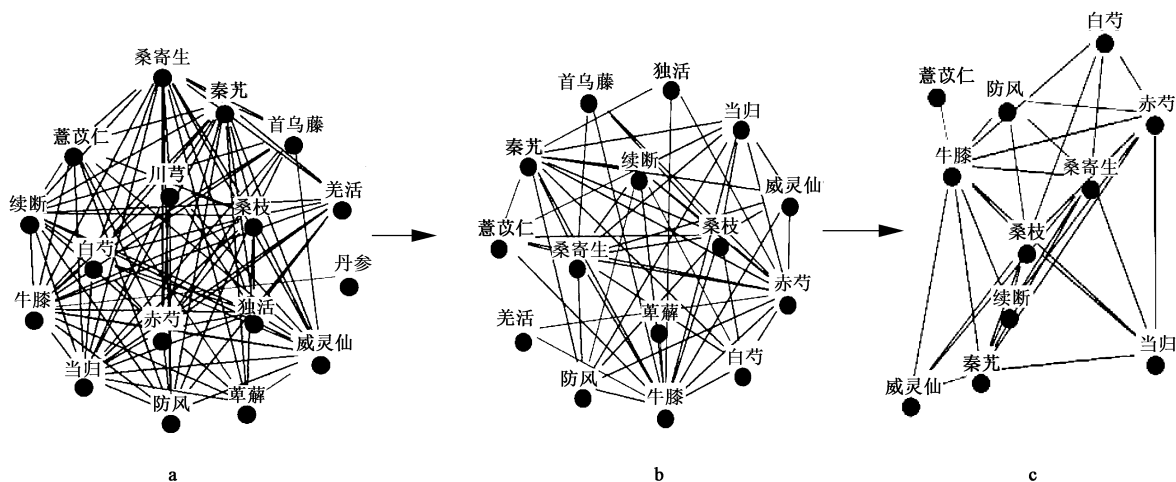 桑寄生
秦艽
首乌藤
薏苡仁
川芎
羌活
续断
桑枝
白芍
丹参
牛膝
赤芍
独活
威灵仙
当归
防风
萆薢
a
首乌藤
独活
当归
秦艽
续断
威灵仙
薏苡仁
桑寄生
桑枝
赤芍
羌活
萆薢
白芍
防风
牛膝
b
白芍
薏苡仁
防风
赤芍
牛膝
桑寄生
桑枝
续断
当归
秦艽
威灵仙
c